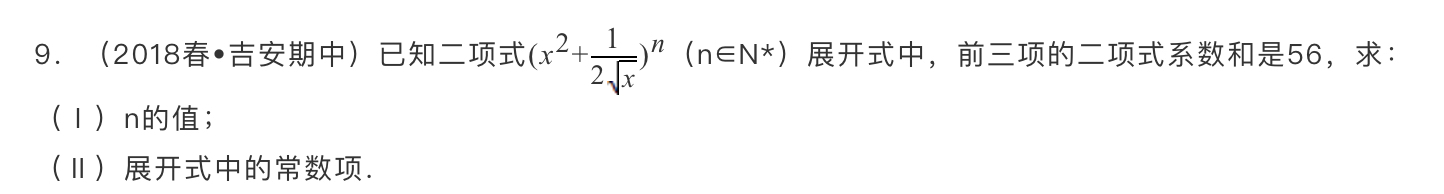 9. （2018春•吉安期中）已知二项式(x²+1/(2√x))ⁿ（n∈N*）展开式中，前三项的二项式系数和是56，求：
（Ⅰ）n的值；
（Ⅱ）展开式中的常数项.